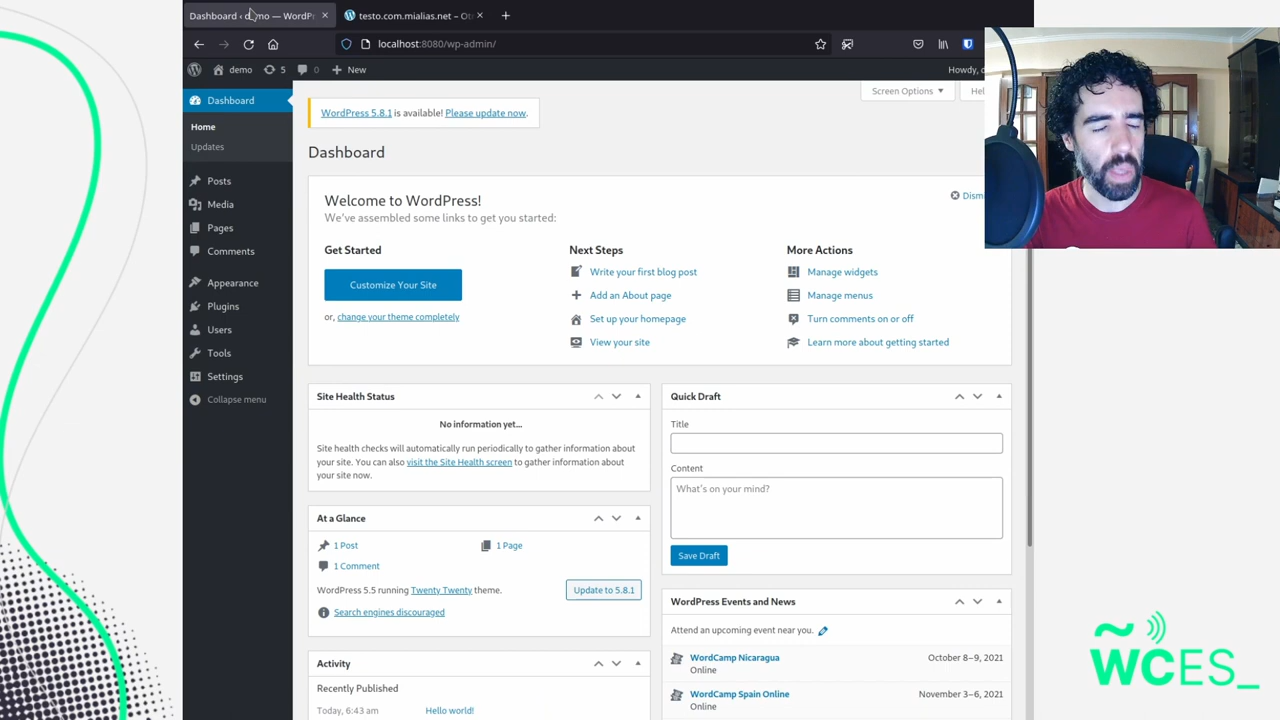 Dashboard ‹ demo — WordPr
testo.com.mialias.net – Ot
localhost:8080/wp-admin/
demo
5
0
New
Howdy,
Dashboard
Home
Updates
Posts
Media
Pages
Comments
Appearance
Plugins
Users
Tools
Settings
Collapse menu
Screen Options
Hel
WordPress 5.8.1 is available! Please update now.
Dashboard
Welcome to WordPress!
We've assembled some links to get you started:
Dism
Get Started
Customize Your Site
or, change your theme completely
Next Steps
Write your first blog post
Add an About page
Set up your homepage
View your site
More Actions
Manage widgets
Manage menus
Turn comments on or off
Learn more about getting started
Site Health Status
No information yet...
Site health checks will automatically run periodically to gather information about
your site. You can also visit the Site Health screen to gather information about
your site now.
At a Glance
1 Post
1 Page
1 Comment
WordPress 5.5 running Twenty Twenty theme.
Update to 5.8.1
Search engines discouraged
Activity
Recently Published
Today, 6:43 am
Hello world!
Quick Draft
Title
Content
What's on your mind?
Save Draft
WordPress Events and News
Attend an upcoming event near you.
WordCamp Nicaragua
October 8–9, 2021
Online
WordCamp Spain Online
November 3–6, 2021
Online
WCES_